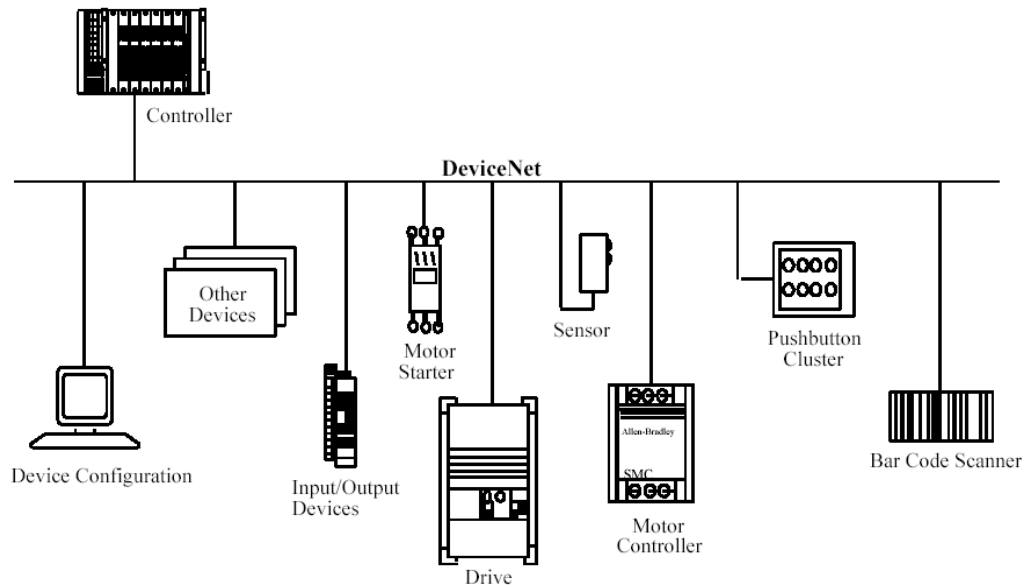 Controller
DeviceNet
Other
Devices
Motor
Starter
Sensor
Pushbutton
Cluster
Device Configuration
Input/Output
Devices
Drive
Allen-Bradley
SMC
Motor
Controller
Bar Code Scanner